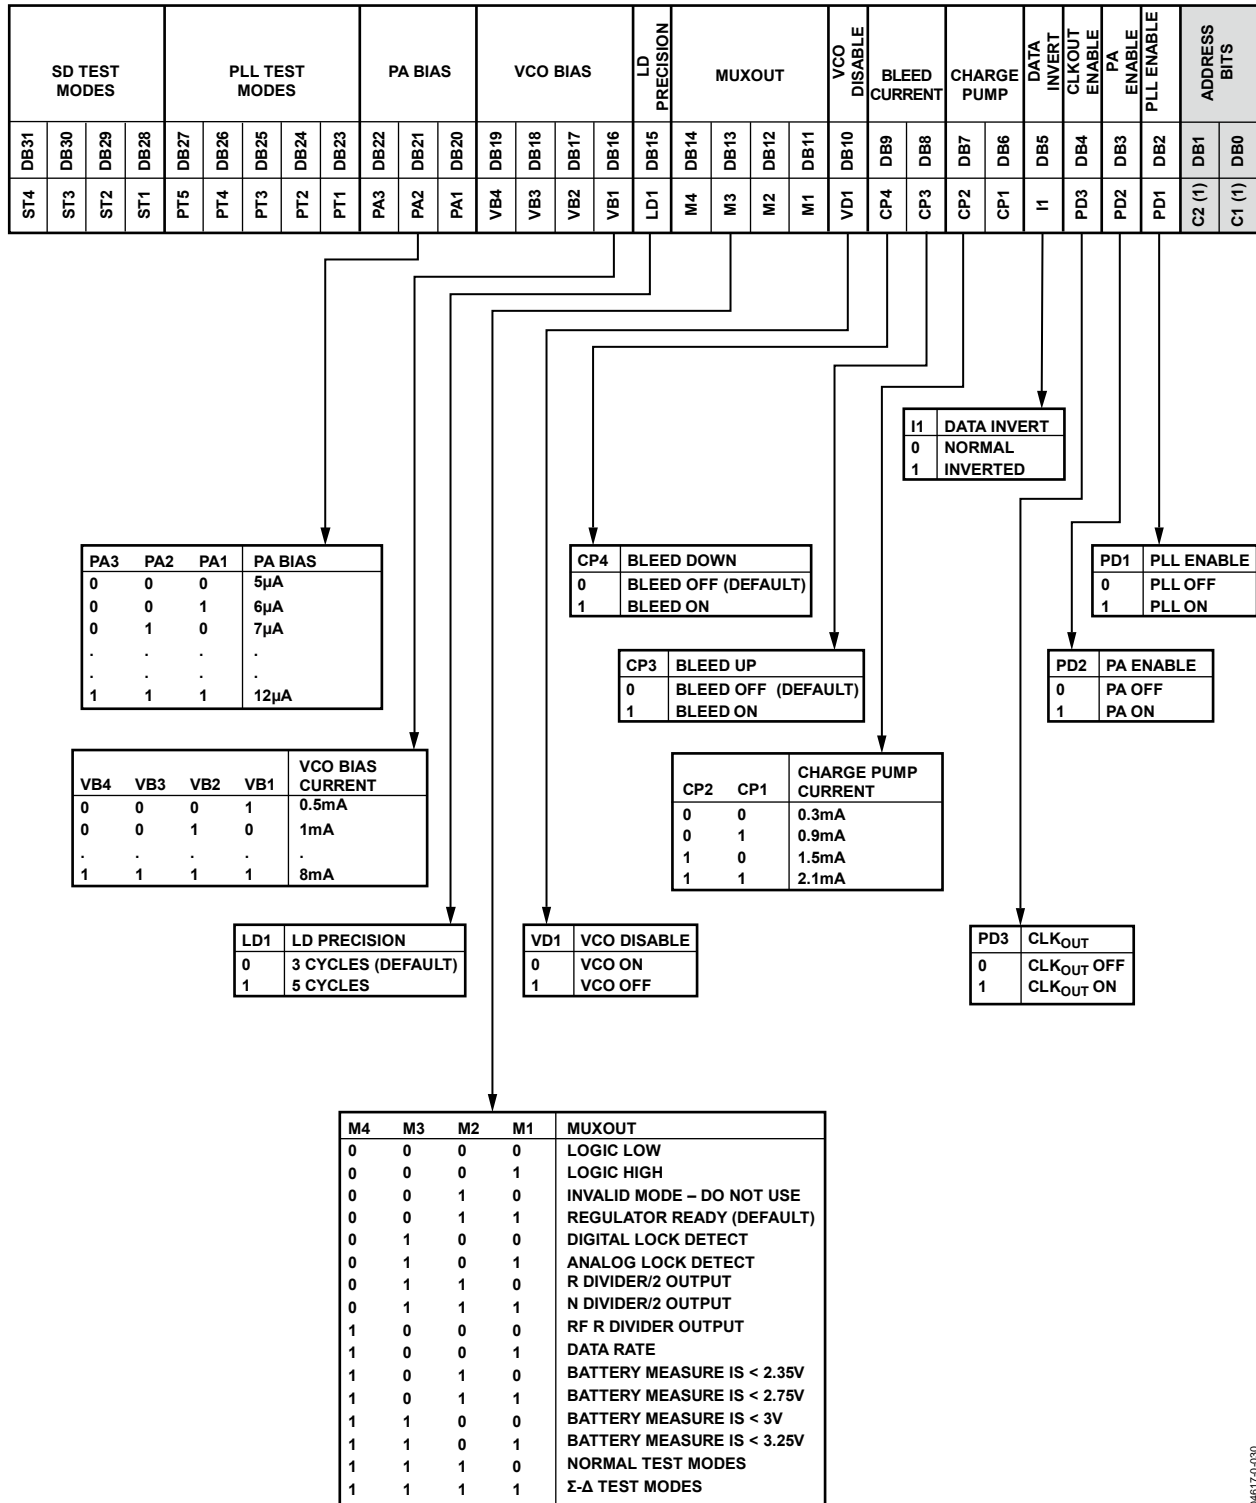 SD TEST
MODES
PLL TEST
MODES
PA BIAS
VCO BIAS
LD
PRECISION
MUXOUT
VCO
DISABLE
BLEED
CURRENT
CHARGE
PUMP
DATA
INVERT
CLKOUT
ENABLE
PA
ENABLE
PLL ENABLE
ADDRESS
BITS
DB31 DB30 DB29 DB28 DB27 DB26 DB25 DB24 DB23 DB22 DB21 DB20 DB19 DB18 DB17 DB16 DB15 DB14 DB13 DB12 DB11 DB10 DB9 DB8 DB7 DB6 DB5 DB4 DB3 DB2 DB1 DB0
ST4 ST3 ST2 ST1 PT5 PT4 PT3 PT2 PT1 PA3 PA2 PA1 VB4 VB3 VB2 VB1 LD1 M4 M3 M2 M1 VD1 CP4 CP3 CP2 CP1 I1 PD3 PD2 PD1 C2 (1) C1 (1)
I1 DATA INVERT
0 NORMAL
1 INVERTED
PA3 PA2 PA1 PA BIAS
0 0 0 5µA
0 0 1 6µA
0 1 0 7µA
. . . .
. . . .
1 1 1 12µA
CP4 BLEED DOWN
0 BLEED OFF (DEFAULT)
1 BLEED ON
PD1 PLL ENABLE
0 PLL OFF
1 PLL ON
CP3 BLEED UP
0 BLEED OFF (DEFAULT)
1 BLEED ON
PD2 PA ENABLE
0 PA OFF
1 PA ON
VB4 VB3 VB2 VB1 VCO BIAS
CURRENT
0 0 0 1 0.5mA
0 0 1 0 1mA
. . . . .
1 1 1 1 8mA
CP2 CP1 CHARGE PUMP
CURRENT
0 0 0.3mA
0 1 0.9mA
1 0 1.5mA
1 1 2.1mA
LD1 LD PRECISION
0 3 CYCLES (DEFAULT)
1 5 CYCLES
VD1 VCO DISABLE
0 VCO ON
1 VCO OFF
PD3 CLKOUT
0 CLKOUT OFF
1 CLKOUT ON
M4 M3 M2 M1 MUXOUT
0 0 0 0 LOGIC LOW
0 0 0 1 LOGIC HIGH
0 0 1 0 INVALID MODE – DO NOT USE
0 0 1 1 REGULATOR READY (DEFAULT)
0 1 0 0 DIGITAL LOCK DETECT
0 1 0 1 ANALOG LOCK DETECT
0 1 1 0 R DIVIDER/2 OUTPUT
0 1 1 1 N DIVIDER/2 OUTPUT
1 0 0 0 RF R DIVIDER OUTPUT
1 0 0 1 DATA RATE
1 0 1 0 BATTERY MEASURE IS < 2.35V
1 0 1 1 BATTERY MEASURE IS < 2.75V
1 1 0 0 BATTERY MEASURE IS < 3V
1 1 0 1 BATTERY MEASURE IS < 3.25V
1 1 1 0 NORMAL TEST MODES
1 1 1 1 Σ-Δ TEST MODES